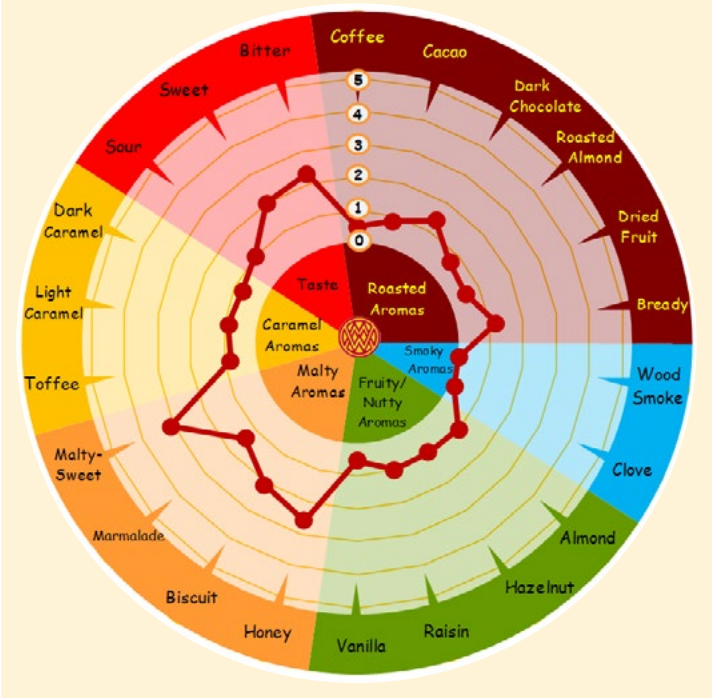 Coffee
Cacao
Dark
Chocolate
Roasted
Almond
Dried
Fruit
Bready
Wood
Smoke
Clove
Almond
Hazelnut
Raisin
Vanilla
Honey
Biscuit
Marmalade
Malty-
Sweet
Toffee
Light
Caramel
Dark
Caramel
Sour
Sweet
Bitter
5
4
3
2
1
0
Taste
Roasted
Aromas
Caramel
Aromas
Smoky
Aromas
Malty
Aromas
Fruity/
Nutty
Aromas